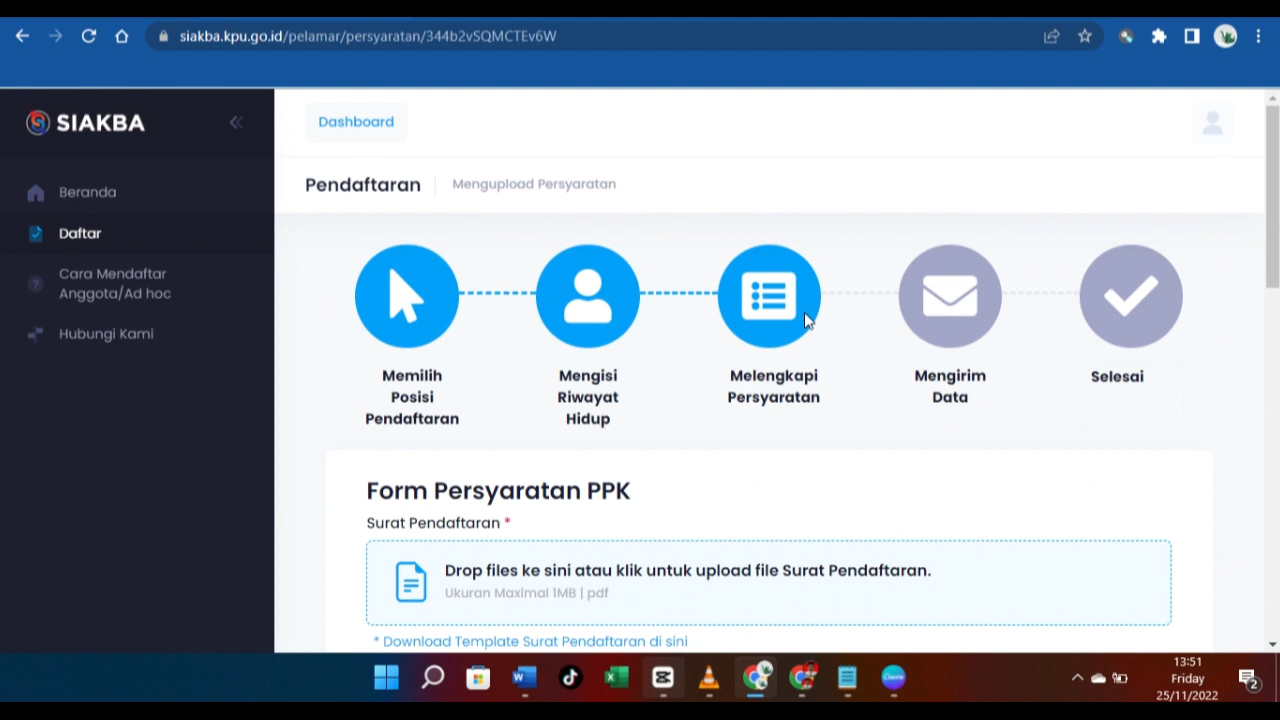 siakba.kpu.go.id/pelamar/persyaratan/344b2vSQMCTEv6W
SIAKBA
Dashboard
Beranda
Daftar
Cara Mendaftar
Anggota/Ad hoc
Hubungi Kami
Pendaftaran
Mengupload Persyaratan
Memilih
Posisi
Pendaftaran
Mengisi
Riwayat
Hidup
Melengkapi
Persyaratan
Mengirim
Data
Selesai
Form Persyaratan PPK
Surat Pendaftaran *
Drop files ke sini atau klik untuk upload file Surat Pendaftaran.
Ukuran Maximal 1MB | pdf
* Download Template Surat Pendaftaran di sini
13:51
Friday
25/11/2022
2